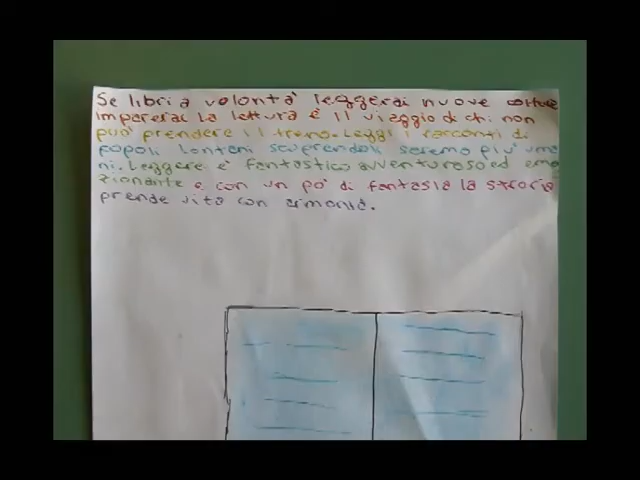 Se libri a volontà leggerai nuove culture
imparerai La lettura è Il viaggio di chi non
può prendere il treno. Leggi i racconti di
popoli lontani scoprendoli saremo più uma
ni. Leggere è fantastico avventuroso ed emo
zionante e con un po' di fantasia la storia
prende vita con armonia.